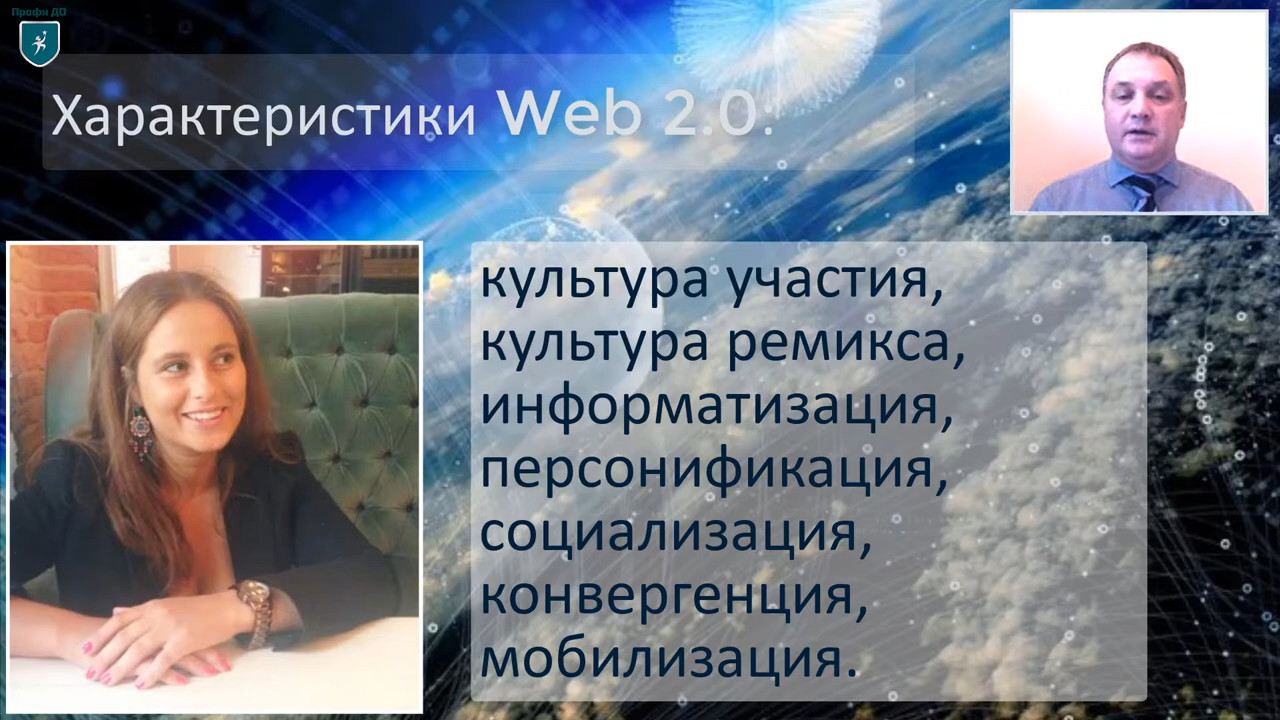 Профи ДО
Характеристики Web 2.0:
культура участия,
культура ремикса,
информатизация,
персонификация,
социализация,
конвергенция,
мобилизация.